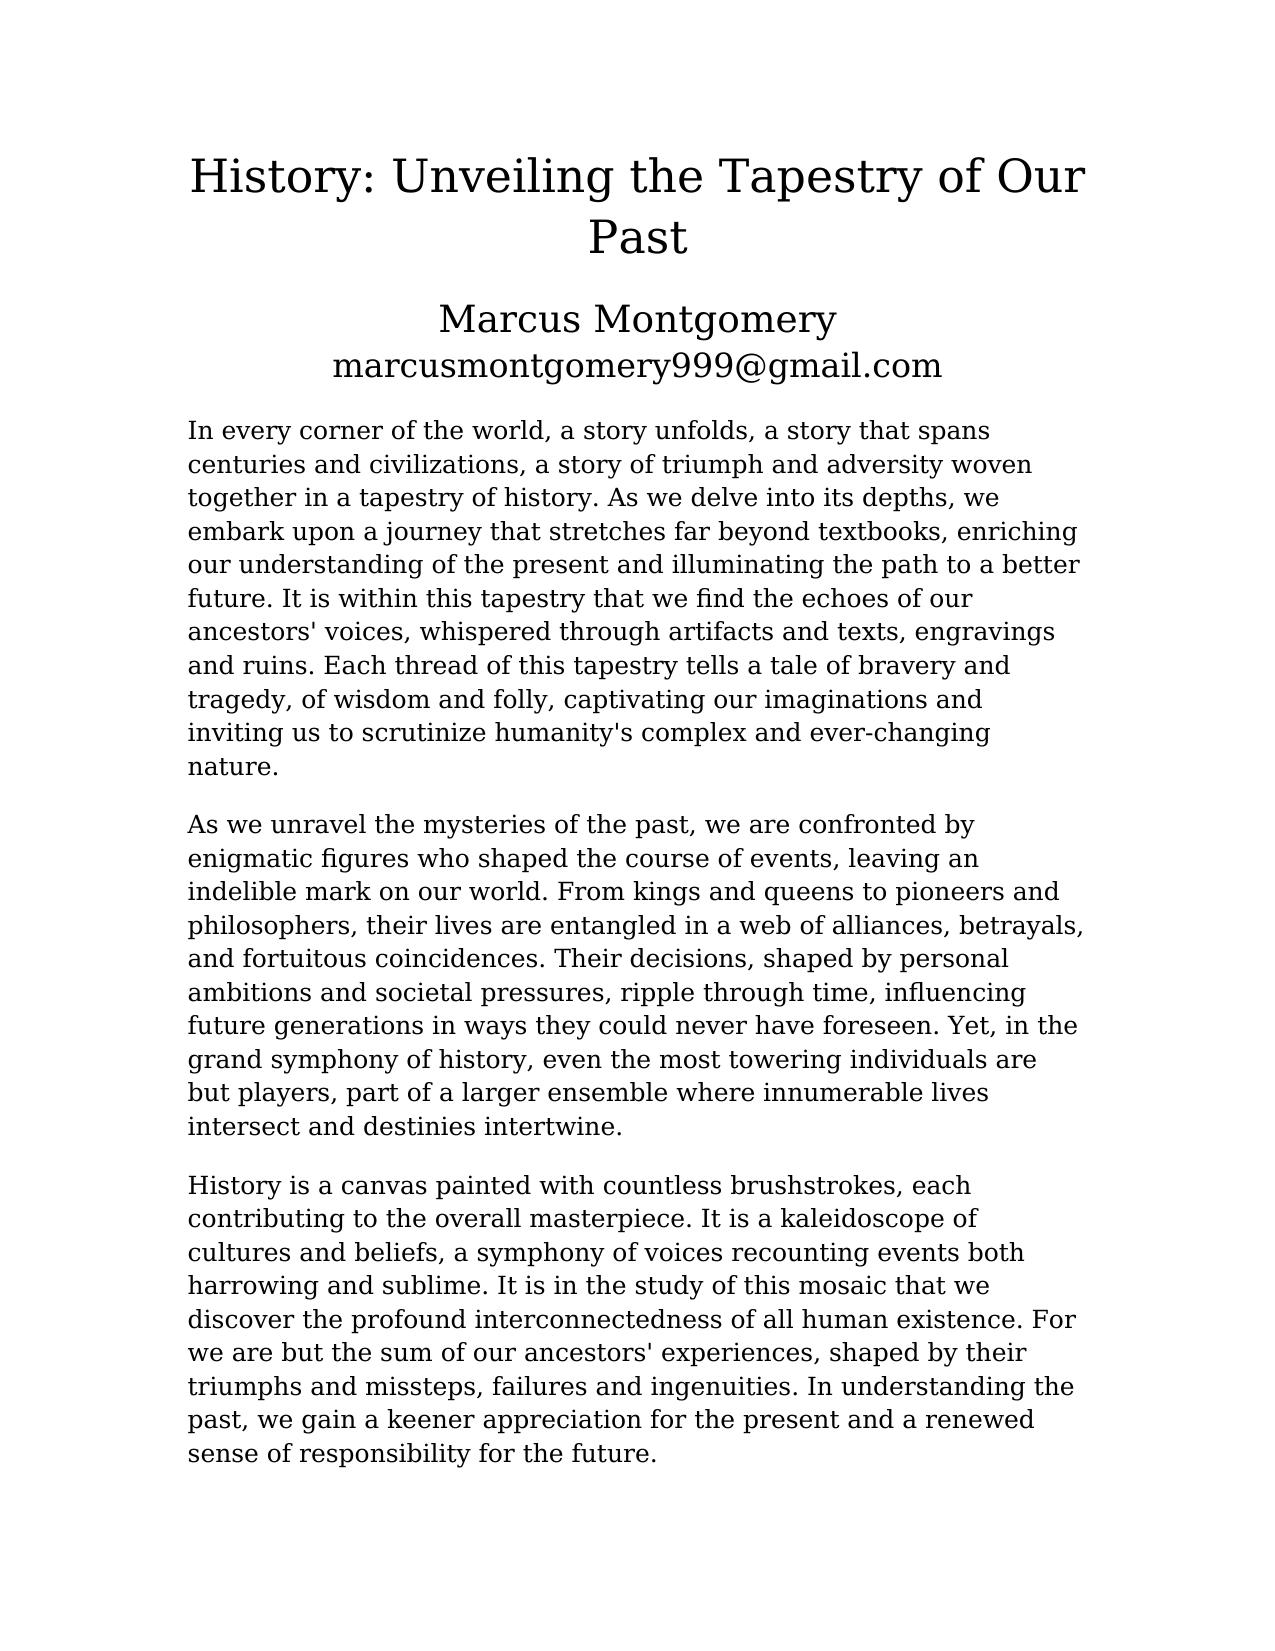 History: Unveiling the Tapestry of Our
Past
Marcus Montgomery
marcusmontgomery999@gmail.com
In every corner of the world, a story unfolds, a story that spans
centuries and civilizations, a story of triumph and adversity woven
together in a tapestry of history. As we delve into its depths, we
embark upon a journey that stretches far beyond textbooks, enriching
our understanding of the present and illuminating the path to a better
future. It is within this tapestry that we find the echoes of our
ancestors' voices, whispered through artifacts and texts, engravings
and ruins. Each thread of this tapestry tells a tale of bravery and
tragedy, of wisdom and folly, captivating our imaginations and
inviting us to scrutinize humanity's complex and ever-changing
nature.
As we unravel the mysteries of the past, we are confronted by
enigmatic figures who shaped the course of events, leaving an
indelible mark on our world. From kings and queens to pioneers and
philosophers, their lives are entangled in a web of alliances, betrayals,
and fortuitous coincidences. Their decisions, shaped by personal
ambitions and societal pressures, ripple through time, influencing
future generations in ways they could never have foreseen. Yet, in the
grand symphony of history, even the most towering individuals are
but players, part of a larger ensemble where innumerable lives
intersect and destinies intertwine.
History is a canvas painted with countless brushstrokes, each
contributing to the overall masterpiece. It is a kaleidoscope of
cultures and beliefs, a symphony of voices recounting events both
harrowing and sublime. It is in the study of this mosaic that we
discover the profound interconnectedness of all human existence. For
we are but the sum of our ancestors' experiences, shaped by their
triumphs and missteps, failures and ingenuities. In understanding the
past, we gain a keener appreciation for the present and a renewed
sense of responsibility for the future.